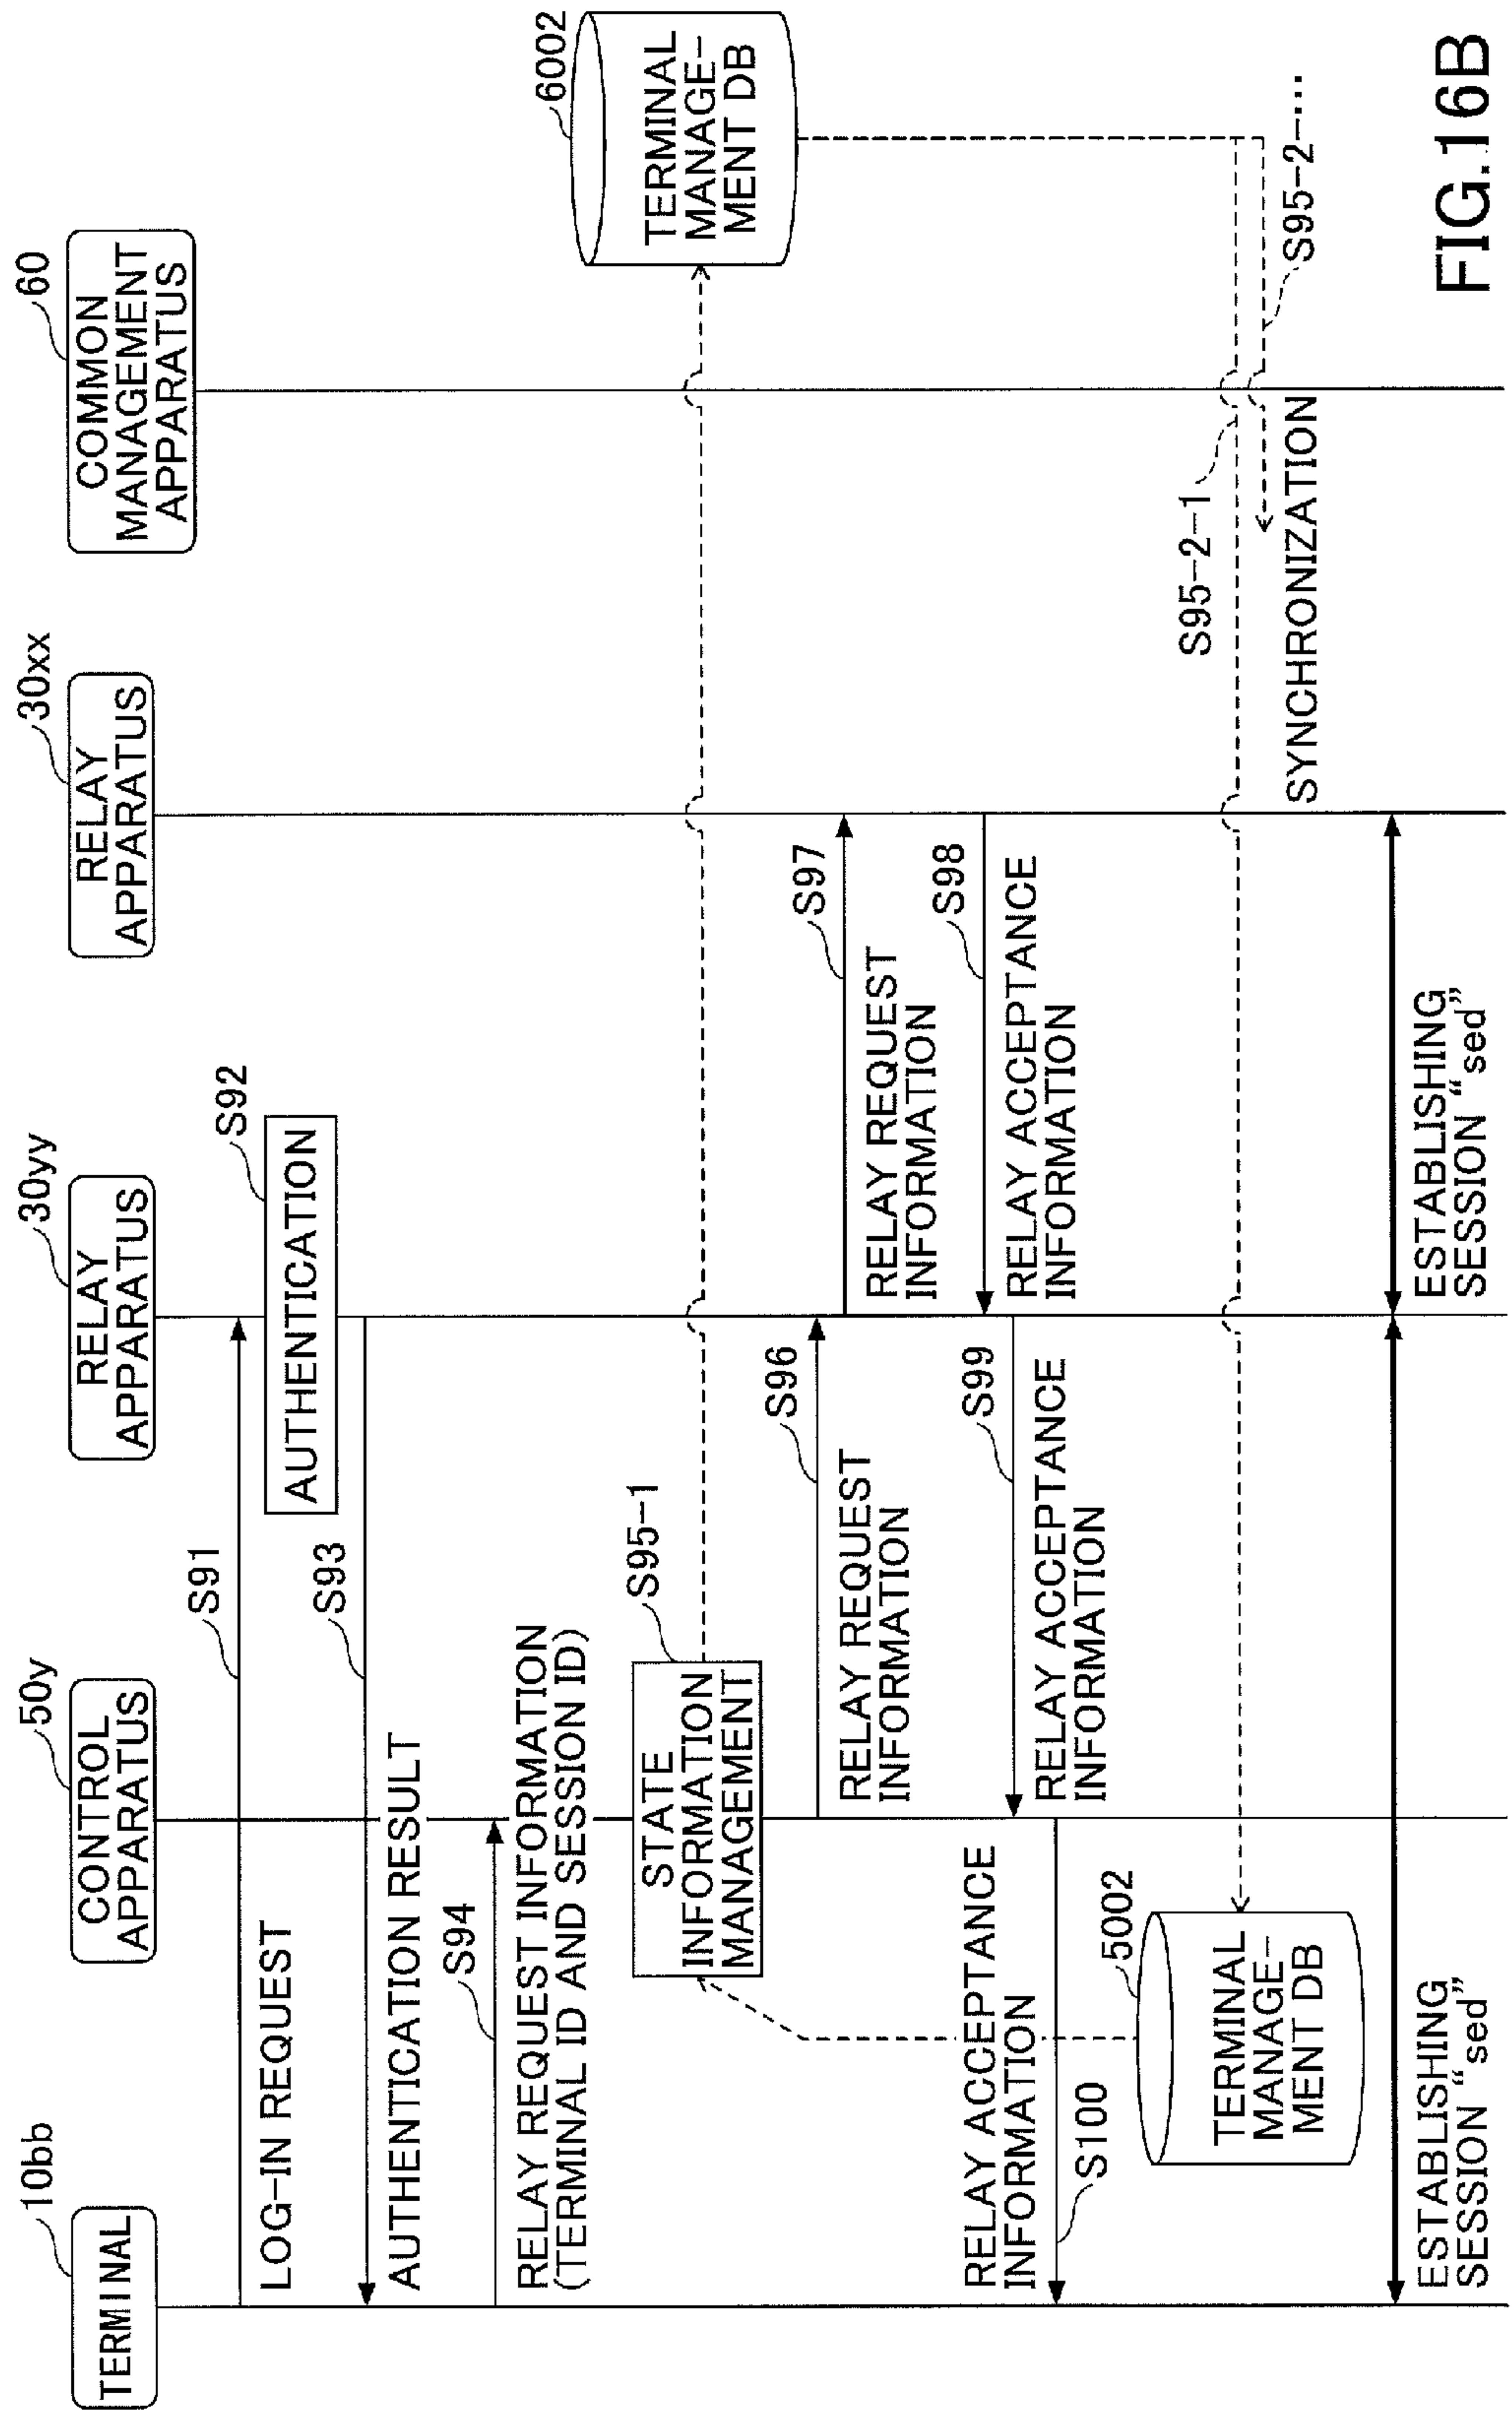 10bb
TERMINAL
50y
CONTROL
APPARATUS
30yy
RELAY
APPARATUS
30xx
RELAY
APPARATUS
60
COMMON
MANAGEMENT
APPARATUS
S91
LOG-IN REQUEST
S92
AUTHENTICATION
S93
AUTHENTICATION RESULT
S94
RELAY REQUEST INFORMATION
(TERMINAL ID AND SESSION ID)
S95-1
STATE
INFORMATION
MANAGEMENT
6002
TERMINAL
MANAGE-
MENT DB
S96
RELAY REQUEST
INFORMATION
S97
RELAY REQUEST
INFORMATION
S98
RELAY ACCEPTANCE
INFORMATION
S99
RELAY ACCEPTANCE
INFORMATION
RELAY ACCEPTANCE
INFORMATION
S100
5002
TERMINAL
MANAGE-
MENT DB
S95-2-1
S95-2-...
SYNCHRONIZATION
ESTABLISHING
SESSION “sed”
ESTABLISHING
SESSION “sed”
FIG.16B